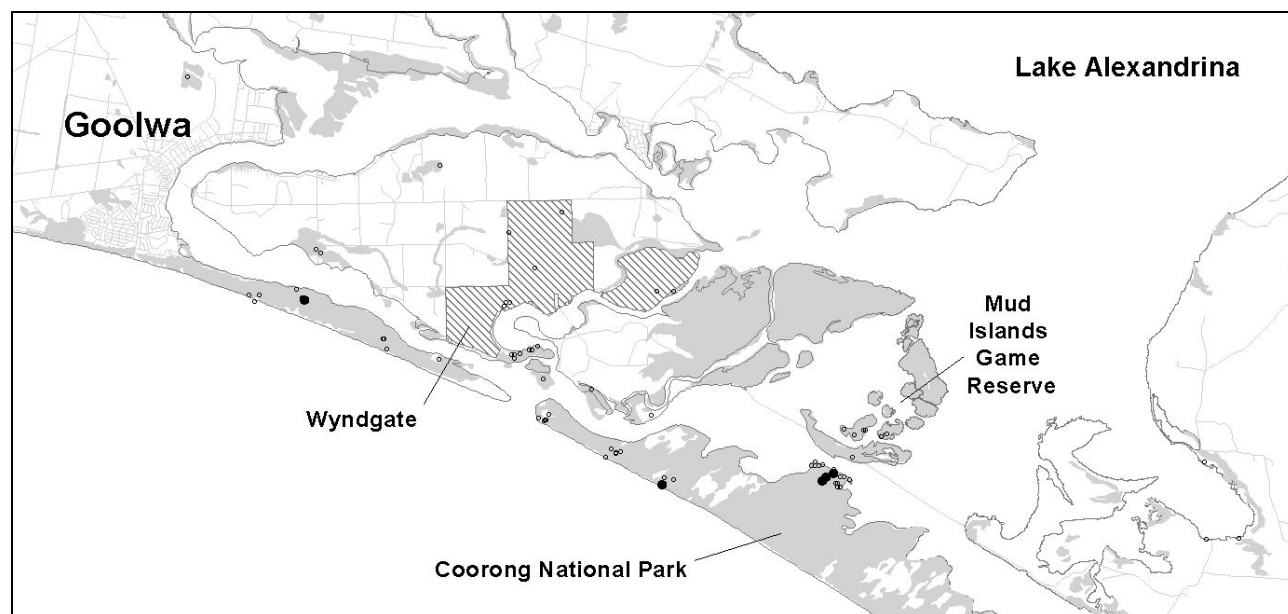 Lake Alexandrina
Goolwa
Mud
Islands
Game
Reserve
Wyndgate
Coorong National Park